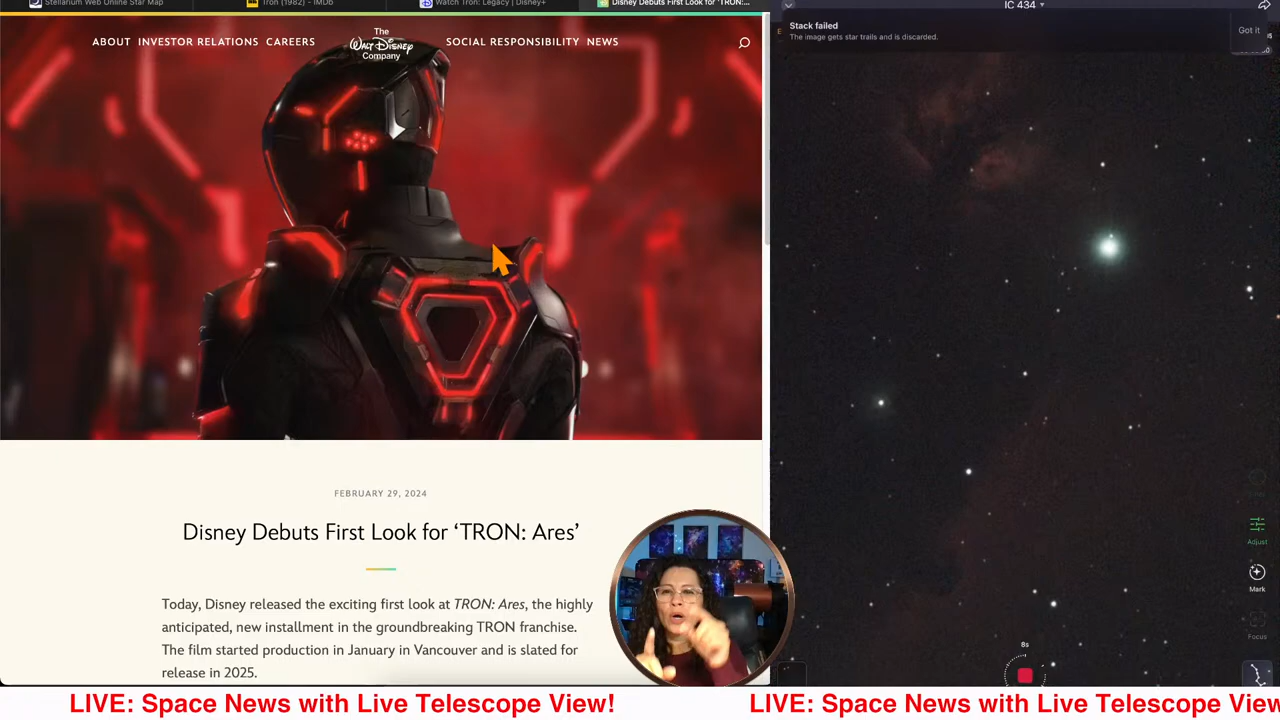 Stellarium Web Online Star Map
Tron (1982) - IMDb
Watch Tron: Legacy | Disney+
Disney Debuts First Look for 'TRON:...
ABOUT INVESTOR RELATIONS CAREERS
The
WALT DISNEY
Company
SOCIAL RESPONSIBILITY NEWS
FEBRUARY 29, 2024
Disney Debuts First Look for ‘TRON: Ares’
Today, Disney released the exciting first look at TRON: Ares, the highly
anticipated, new installment in the groundbreaking TRON franchise.
The film started production in January in Vancouver and is slated for
release in 2025.
IC 434
Stack failed
The image gets star trails and is discarded.
Got it
Adjust
Mark
Focus
8s
LIVE: Space News with Live Telescope View!
LIVE: Space News with Live Telescope View